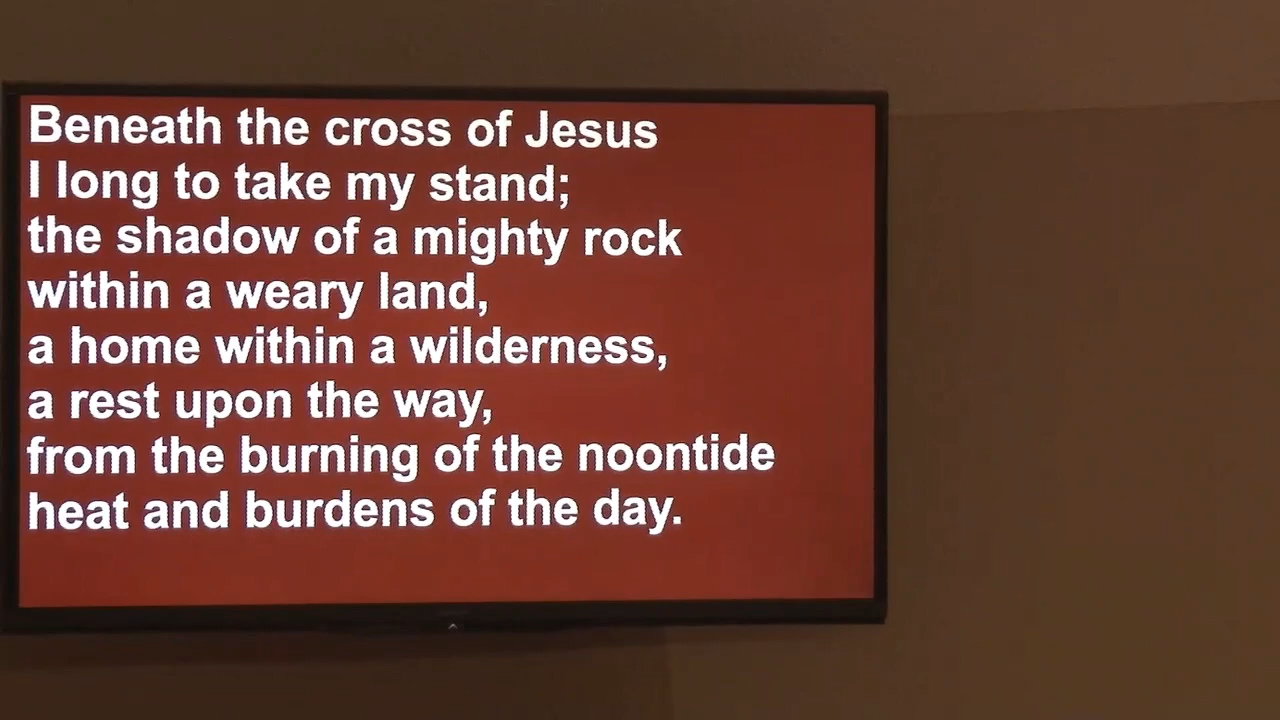 Beneath the cross of Jesus
I long to take my stand;
the shadow of a mighty rock
within a weary land,
a home within a wilderness,
a rest upon the way,
from the burning of the noontide
heat and burdens of the day.